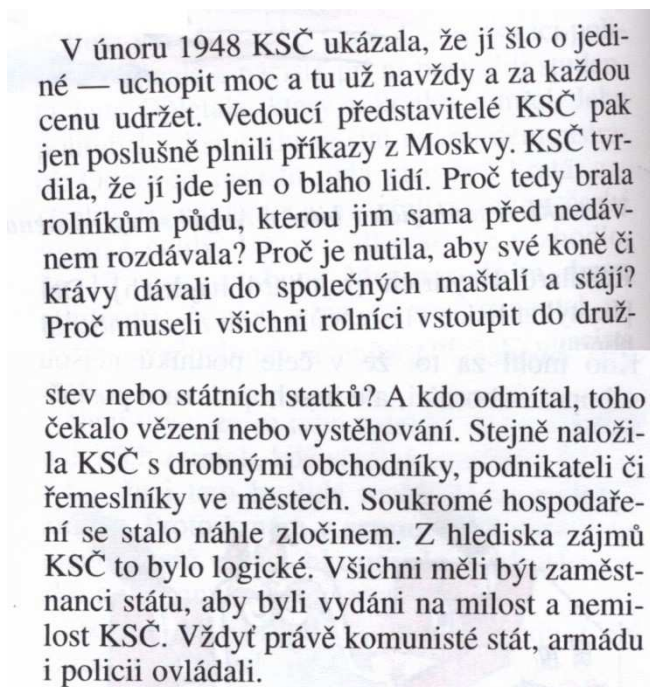 V únoru 1948 KSČ ukázala, že jí šlo o jedi-
né — uchopit moc a tu už navždy a za každou
cenu udržet. Vedoucí představitelé KSČ pak
jen poslušně plnili příkazy z Moskvy. KSČ tvr-
dila, že jí jde jen o blaho lidí. Proč tedy brala
rolníkům půdu, kterou jim sama před nedáv-
nem rozdávala? Proč je nutila, aby své koně či
krávy dávali do společných maštalí a stájí?
Proč museli všichni rolníci vstoupit do druž-
stev nebo státních statků? A kdo odmítal, toho
čekalo vězení nebo vystěhování. Stejně naloži-
la KSČ s drobnými obchodníky, podnikateli či
řemeslníky ve městech. Soukromé hospodaře-
ní se stalo náhle zločinem. Z hlediska zájmů
KSČ to bylo logické. Všichni měli být zaměst-
nanci státu, aby byli vydáni na milost a nemi-
lost KSČ. Vždyť právě komunisté stát, armádu
i policii ovládali.